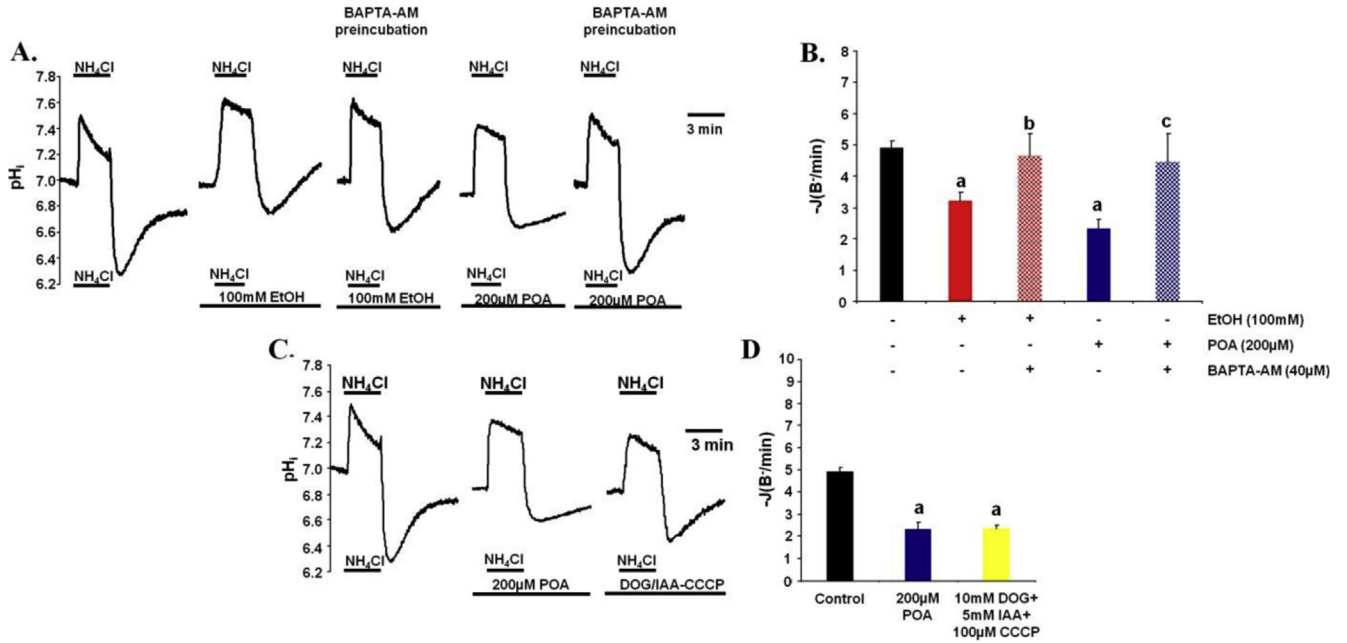 BAPTA-AM
preincubation
BAPTA-AM
preincubation
A.
NH4Cl
NH4Cl
NH4Cl
NH4Cl
NH4Cl
7.8
7.6
7.4
7.2
7.0
6.8
6.6
6.4
6.2
pHi
3 min
NH4Cl
NH4Cl
NH4Cl
NH4Cl
NH4Cl
100mM EtOH
100mM EtOH
200µM POA
200µM POA
B.
8
7
6
5
4
3
2
1
0
-J(B-/min)
a
b
a
c
- + + - - EtOH (100mM)
- - - + + POA (200µM)
- - + - + BAPTA-AM (40µM)
C.
7.8
7.6
7.4
7.2
7.0
6.8
6.6
6.4
6.2
pHi
NH4Cl
NH4Cl
NH4Cl
3 min
NH4Cl
NH4Cl
NH4Cl
200µM POA
DOG/IAA-CCCP
D
10
9
8
7
6
5
4
3
2
1
0
-J(B-/min)
a
a
Control
200µM
POA
10mM DOG+
5mM IAA+
100µM CCCP